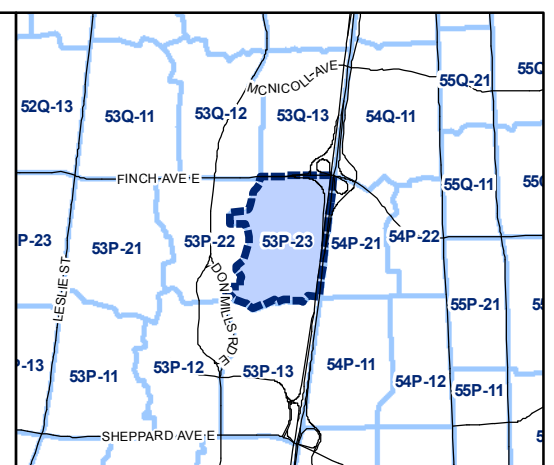 MCNICOLL AVE
55Q-21
55Q
52Q-13
53Q-11
53Q-12
53Q-13
54Q-11
FINCH AVE E
55Q-11
P-23
53P-21
53P-22
53P-23
54P-21
54P-22
LESLIE ST
DON MILLS RD E
55P-21
-13
53P-11
53P-12
53P-13
54P-11
54P-12
55P-11
SHEPPARD AVE E